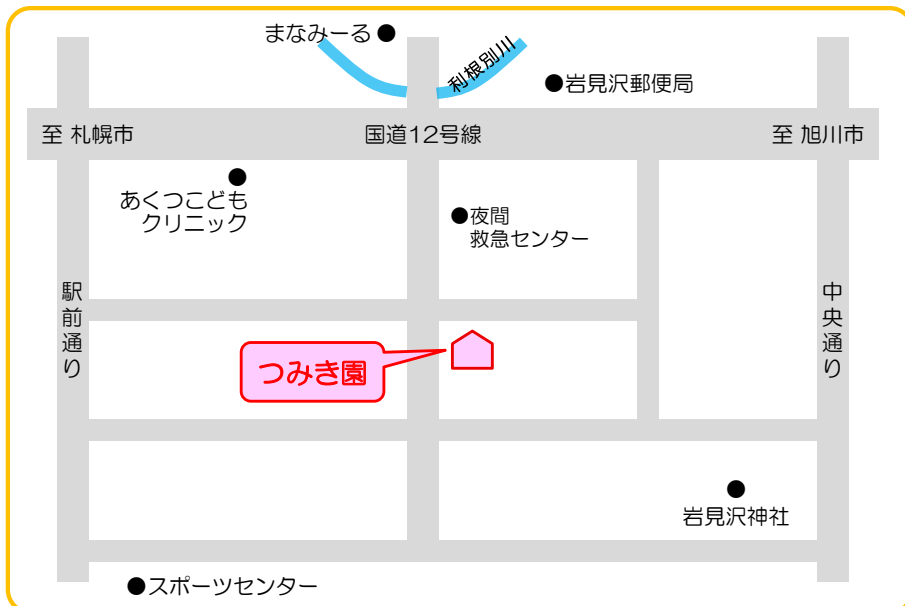 まなみーる
利根別川
岩見沢郵便局
至 札幌市
国道12号線
至 旭川市
あくつこども
クリニック
夜間
救急センター
駅前通り
中央通り
つみき園
岩見沢神社
スポーツセンター